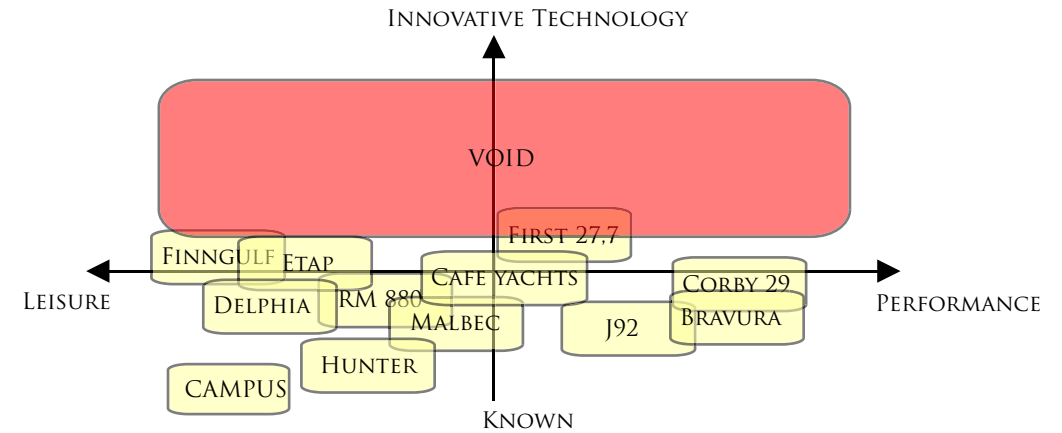 Innovative Technology
VOID
First 27,7
Finngulf
Etap
Cafe yachts
Corby 29
Leisure
Delphia
RM 880
Performance
Malbec
J92
Bravura
Hunter
CAMPUS
Known